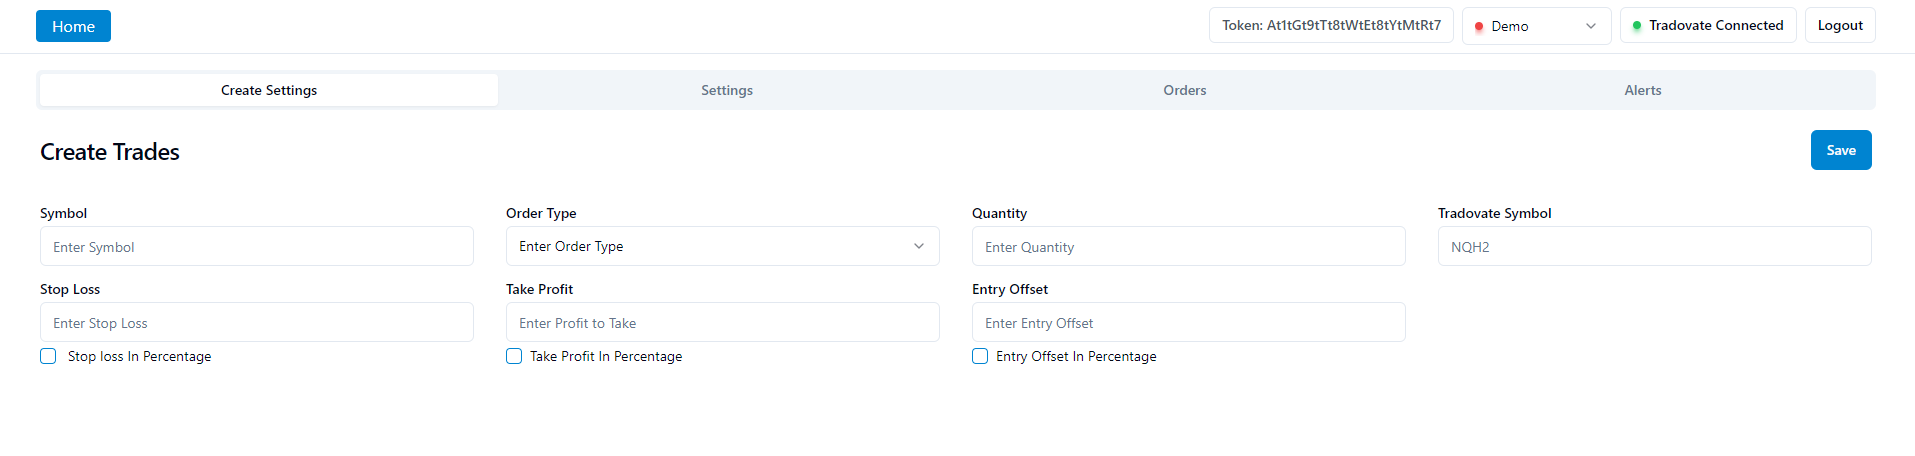 Home
Token: At1tGt9tTt8tWtEt8tYtMtRt7
Demo
Tradovate Connected
Logout
Create Settings
Settings
Orders
Alerts
Create Trades
Save
Symbol
Order Type
Quantity
Tradovate Symbol
Enter Symbol
Enter Order Type
Enter Quantity
NQH2
Stop Loss
Take Profit
Entry Offset
Enter Stop Loss
Enter Profit to Take
Enter Entry Offset
Stop loss In Percentage
Take Profit In Percentage
Entry Offset In Percentage